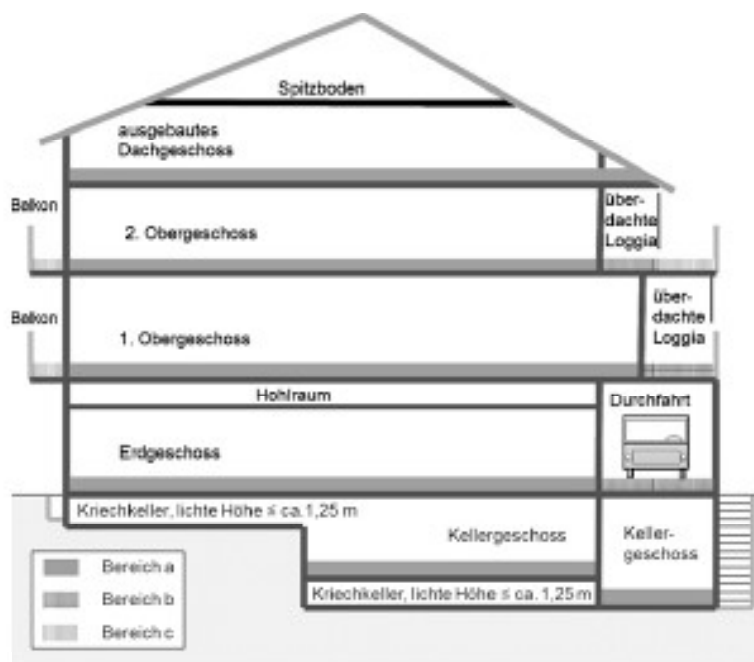 Spitzboden
ausgebautes
Dachgeschoss
Balkon
2. Obergeschoss
über-
dachte
Loggia
Balkon
1. Obergeschoss
über-
dachte
Loggia
Hohlraum
Durchfahrt
Erdgeschoss
Kriechkeller, lichte Höhe ≤ ca. 1,25 m
Kellergeschoss
Keller-
geschoss
Kriechkeller, lichte Höhe ≤ ca. 1,25 m
Bereich a
Bereich b
Bereich c